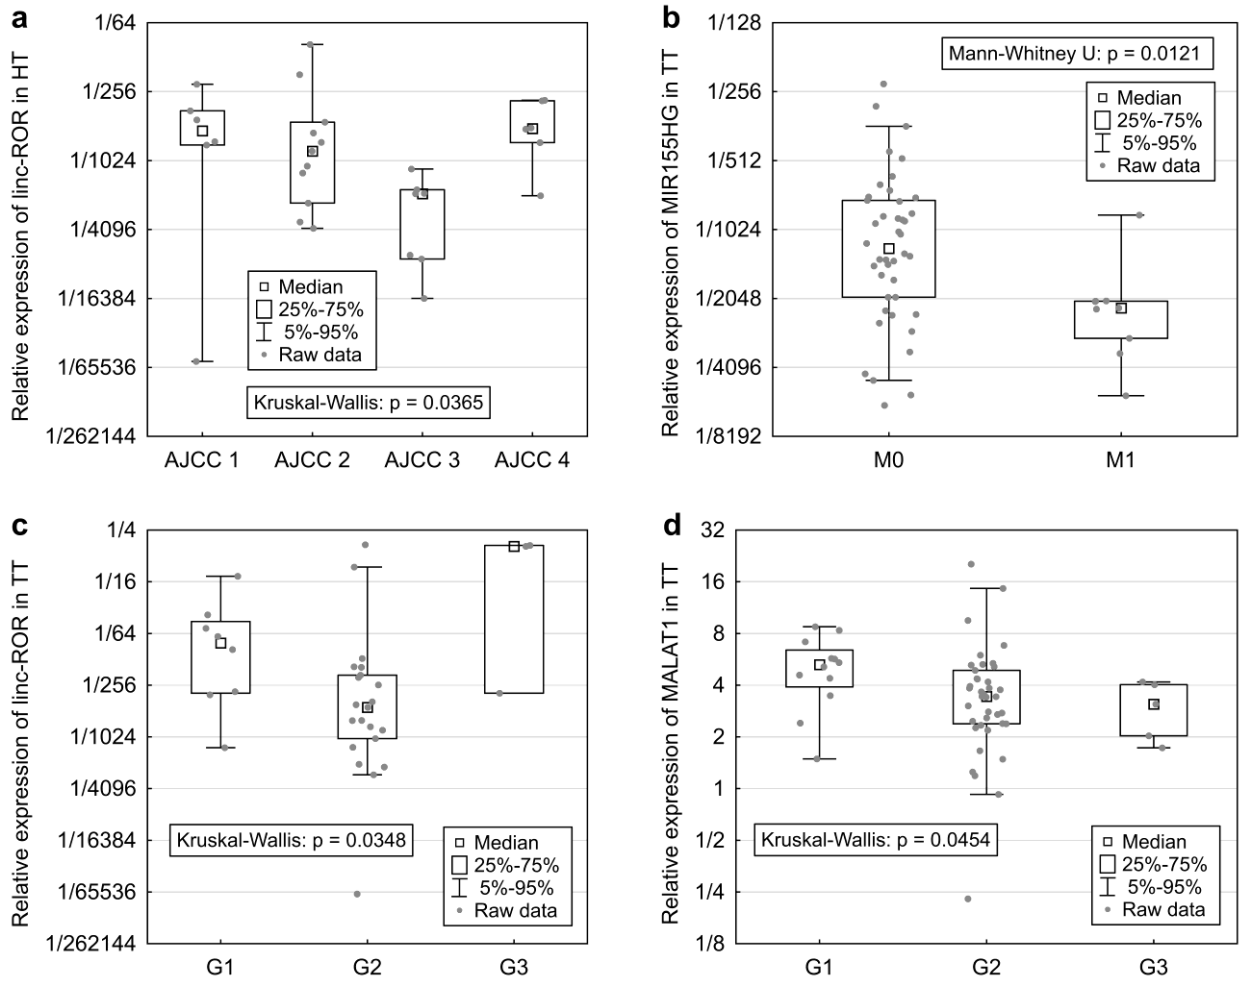 a
Relative expression of linc-ROR in HT
1/64
1/256
1/1024
1/4096
1/16384
1/65536
1/262144
Median
25%-75%
5%-95%
Raw data
Kruskal-Wallis: p = 0.0365
AJCC 1
AJCC 2
AJCC 3
AJCC 4
b
Relative expression of MIR155HG in TT
1/128
1/256
1/512
1/1024
1/2048
1/4096
1/8192
Mann-Whitney U: p = 0.0121
Median
25%-75%
5%-95%
Raw data
M0
M1
c
Relative expression of linc-ROR in TT
1/4
1/16
1/64
1/256
1/1024
1/4096
1/16384
1/65536
1/262144
Kruskal-Wallis: p = 0.0348
Median
25%-75%
5%-95%
Raw data
G1
G2
G3
d
Relative expression of MALAT1 in TT
32
16
8
4
2
1
1/2
1/4
1/8
Kruskal-Wallis: p = 0.0454
Median
25%-75%
5%-95%
Raw data
G1
G2
G3